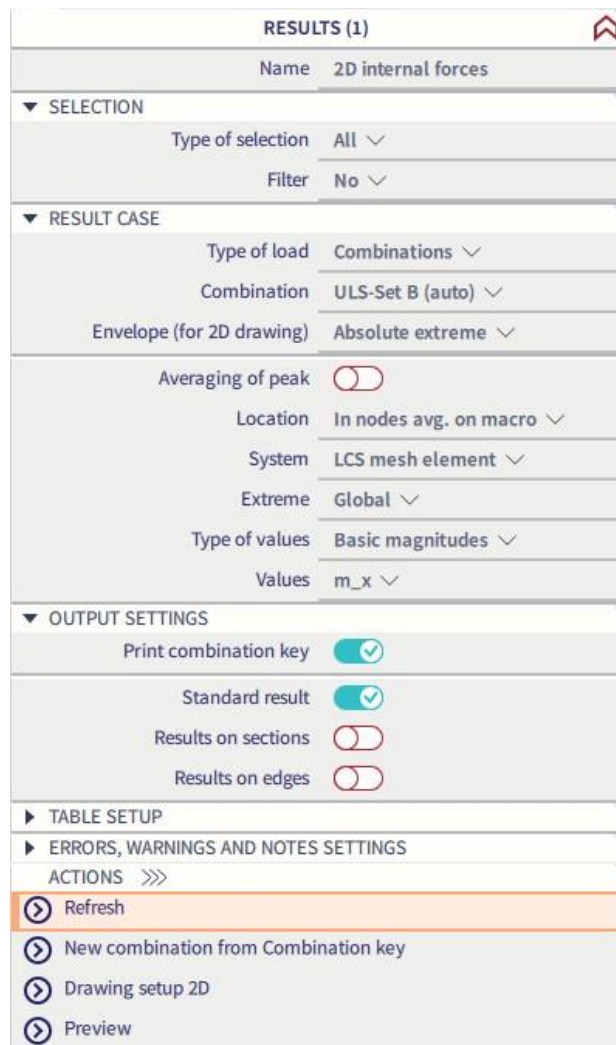 RESULTS (1)
Name 2D internal forces
SELECTION
Type of selection All
Filter No
RESULT CASE
Type of load Combinations
Combination ULS-Set B (auto)
Envelope (for 2D drawing) Absolute extreme
Averaging of peak
Location In nodes avg. on macro
System LCS mesh element
Extreme Global
Type of values Basic magnitudes
Values m_x
OUTPUT SETTINGS
Print combination key
Standard result
Results on sections
Results on edges
TABLE SETUP
ERRORS, WARNINGS AND NOTES SETTINGS
ACTIONS >>>
Refresh
New combination from Combination key
Drawing setup 2D
Preview